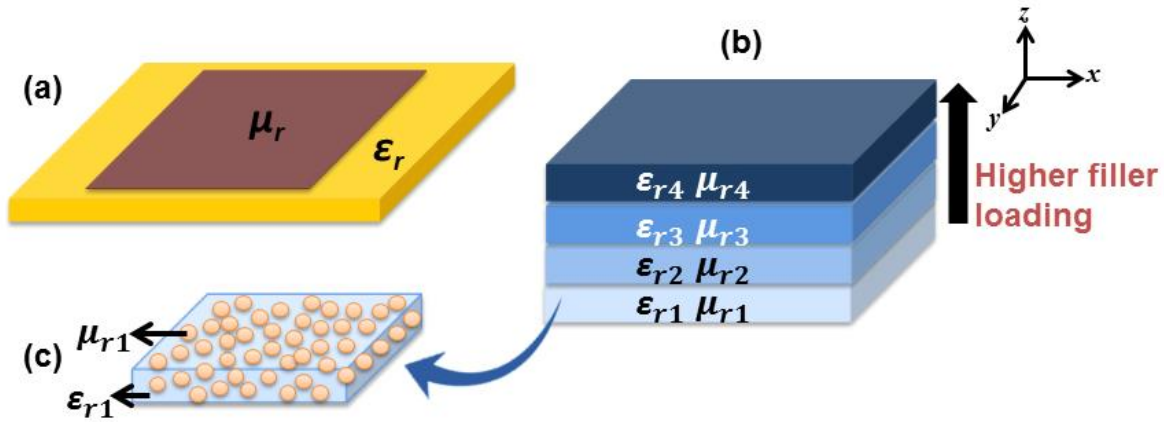 (a)
μr
εr
(b)
z
x
y
εr4 μr4
εr3 μr3
εr2 μr2
εr1 μr1
Higher filler
loading
(c)
μr1
εr1